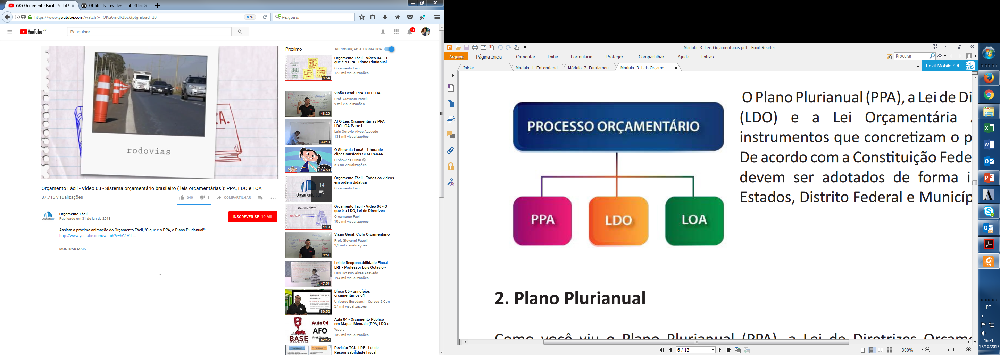 (50) Orçamento Fácil - Víd
Offliberty - evidence of offlin
https://www.youtube.com/watch?v=OKsr6mdR1bc&pbjreload=10
80%
Pesquisar
YouTube BR
Pesquisar
9+
rodovias
A.
Orçamento Fácil - Vídeo 03 - Sistema orçamentário brasileiro ( leis orçamentárias ): PPA, LDO e LOA
87.716 visualizações
640
8
COMPARTILHAR
Orçamento Fácil
Publicado em 31 de jan de 2013
INSCREVER-SE 10 MIL
Assista a próxima animação do Orçamento Fácil, "O que é o PPA, o Plano Plurianual":
http://www.youtube.com/watch?v=hG1Vd_...
MOSTRAR MAIS
Próximo
REPRODUÇÃO AUTOMÁTICA
GRANDES
OBRAS
A CADA
QUATRO
ANOS
3:54
Orçamento Fácil - Vídeo 04 - O
que é o PPA - Plano Plurianual -
Orçamento Fácil
123 mil visualizações
48:20
Visão Geral: PPA-LDO-LOA
Prof. Giovanni Pacelli
9 mil visualizações
33:43
AFO Leis Orçamentárias PPA
LDO LOA Parte I
Luis Octavio Alves Azevedo
138 mil visualizações
1:14:59
O Show da Luna! - 1 hora de
clipes musicais SEM PARAR
O Show da Luna!
5,9 mi visualizações
14
Orçamentofácil
Orçamento Fácil - Todos os vídeos
em ordem didática
Orçamento Fácil
ORÇAMENTO PÚBLICO
PLANEJAR
4:10
Orçamento Fácil - Vídeo 06 - O
que é a LDO, Lei de Diretrizes
Orçamento Fácil
106 mil visualizações
9:51
Visão Geral: Ciclo Orçamentário
Prof. Giovanni Pacelli
3,1 mil visualizações
47:51
Lei de Responsabilidade Fiscal -
LRF - Professor Luis Octavio -
Luis Octavio Alves Azevedo
194 mil visualizações
30:52
Bloco 05 - princípios
orçamentários 01
Universo Estudantil - Cursos & Con
27 mil visualizações
Aula 04
AFO
Prof. Wagre
BASE
MAPEADA
52:42
Aula 04 - Orçamento Público
em Mapas Mentais (PPA, LDO e
Wagre
159 mil visualizações
Revisão TCU: LRF - Lei de
Responsabilidade Fiscal
Módulo_3_Leis Orçamentárias.pdf - Foxit Reader
Arquivo
Página Inicial
Comentar
Exibir
Formulário
Proteger
Compartilhar
Ajuda
Extras
Procurar
Iniciar
Módulo_1_Entendend...
Módulo_2_Fundamen...
Módulo_3_Leis Orçame...
Foxit MobilePDF
PROCESSO ORÇAMENTÁRIO
PPA
LDO
LOA
O Plano Plurianual (PPA), a Lei de Di
(LDO) e a Lei Orçamentária
instrumentos que concretizam o p
De acordo com a Constituição Fede
devem ser adotados de forma i
Estados, Distrito Federal e Municíp
2. Plano Plurianual
Como você viu o Plano Plurianual (PPA), a Lei de Diretrizes Orçame
6 / 13
300%
PT
16:31
17/10/2017